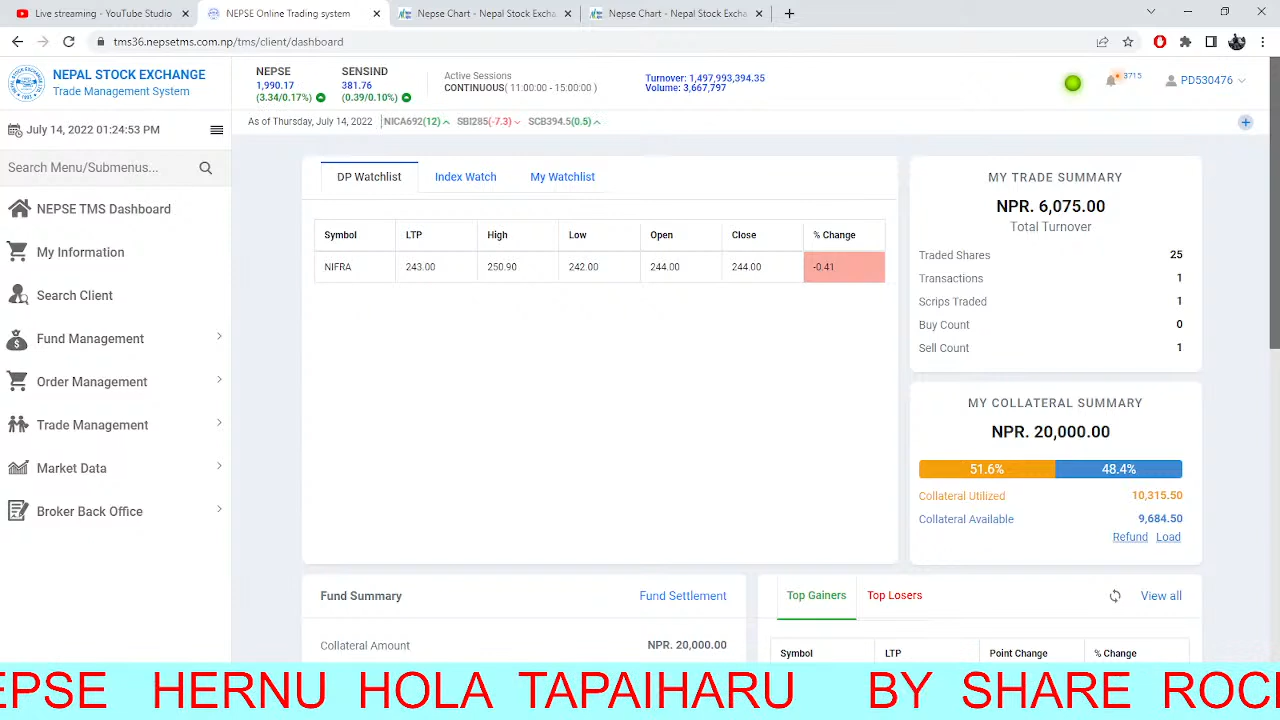 Live streaming - YouTube Studio
NEPSE Online Trading system
Nepse Chart - Nepal Stock Excha
Nepse Chart - Nepal Stock Excha
tms36.nepsetms.com.np/tms/client/dashboard
NEPAL STOCK EXCHANGE
Trade Management System
NEPSE
1,990.17
(3.34/0.17%)
SENSIND
381.76
(0.39/0.10%)
Active Sessions
CONTINUOUS( 11:00:00 - 15:00:00 )
Turnover: 1,497,993,394.35
Volume: 3,667,797
3715
PD530476
July 14, 2022 01:24:53 PM
As of Thursday, July 14, 2022 NICA692(12) SBI285(-7.3) SCB394.5(0.5)
Search Menu/Submenus...
NEPSE TMS Dashboard
My Information
Search Client
Fund Management
Order Management
Trade Management
Market Data
Broker Back Office
DP Watchlist Index Watch My Watchlist
Symbol LTP High Low Open Close % Change
NIFRA 243.00 250.90 242.00 244.00 244.00 -0.41
MY TRADE SUMMARY
NPR. 6,075.00
Total Turnover
Traded Shares 25
Transactions 1
Scrips Traded 1
Buy Count 0
Sell Count 1
MY COLLATERAL SUMMARY
NPR. 20,000.00
51.6% 48.4%
Collateral Utilized 10,315.50
Collateral Available 9,684.50
Refund Load
Fund Summary Fund Settlement
Collateral Amount NPR. 20,000.00
Top Gainers Top Losers View all
Symbol LTP Point Change % Change
EPSE HERNU HOLA TAPAIHARU BY SHARE ROC